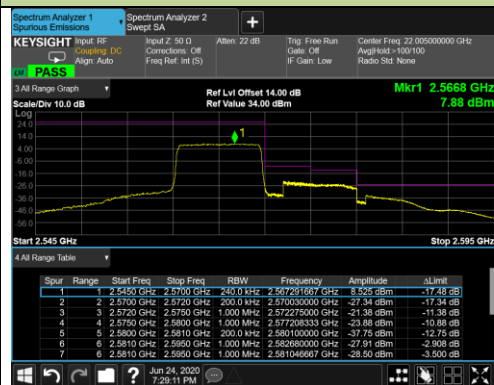 Spectrum Analyzer 1
Spurious Emissions
Spectrum Analyzer 2
Swept SA
KEYSIGHT
Input: RF
Coupling: DC
Align: Auto
Input Z: 50 Ω
Corrections: Off
Freq Ref: Int (S)
Atten: 22 dB
Trig: Free Run
Gate: Off
IF Gain: Low
Center Freq: 22.005000000 GHz
Avg|Hold:>100/100
Radio Std: None
PASS
3 All Range Graph
Ref Lvl Offset 14.00 dB
Mkr1 2.5668 GHz
Scale/Div 10.0 dB
Ref Value 34.00 dBm
7.88 dBm
Log
24.0
14.0
4.00
-6.00
-16.0
-26.0
-36.0
-46.0
-56.0
1
Start 2.545 GHz
Stop 2.595 GHz
4 All Range Table
Spur Range Start Freq Stop Freq RBW Frequency Amplitude ΔLimit
1 1 2.5450 GHz 2.5700 GHz 240.0 kHz 2.567291667 GHz 8.525 dBm -17.48 dB
2 2 2.5700 GHz 2.5720 GHz 200.0 kHz 2.570030000 GHz -27.34 dBm -17.34 dB
3 3 2.5720 GHz 2.5750 GHz 1.000 MHz 2.572275000 GHz -21.38 dBm -11.38 dB
4 4 2.5750 GHz 2.5800 GHz 1.000 MHz 2.577208333 GHz -23.88 dBm -10.88 dB
5 5 2.5800 GHz 2.5810 GHz 200.0 kHz 2.580100000 GHz -37.75 dBm -12.75 dB
6 6 2.5810 GHz 2.5950 GHz 1.000 MHz 2.582680000 GHz -27.91 dBm -2.908 dB
7 6 2.5810 GHz 2.5950 GHz 1.000 MHz 2.581046667 GHz -28.50 dBm -3.500 dB
Jun 24, 2020
7:29:11 PM